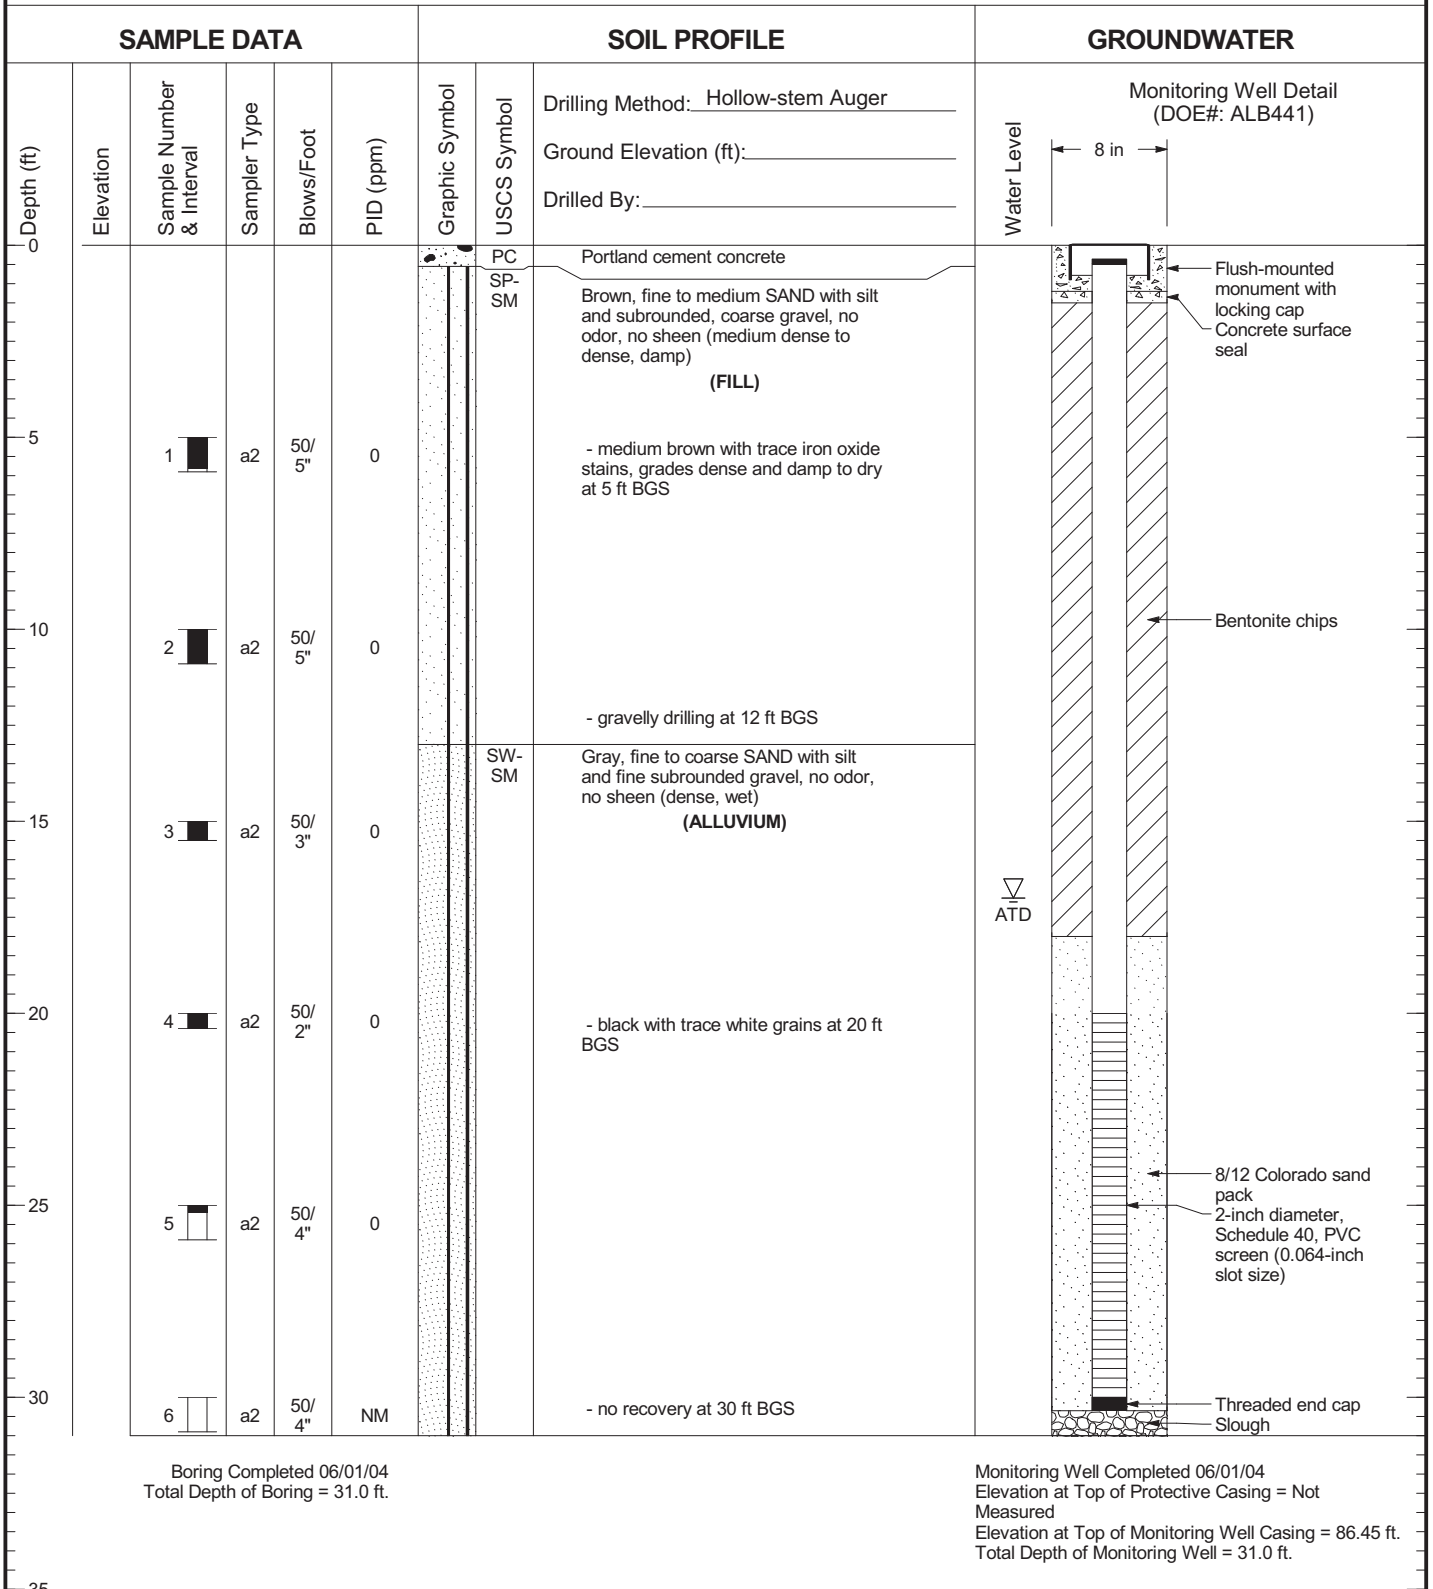 SAMPLE DATA
SOIL PROFILE
GROUNDWATER
Depth (ft)
Elevation
Sample Number
& Interval
Sampler Type
Blows/Foot
PID (ppm)
Graphic Symbol
USCS Symbol
Drilling Method: Hollow-stem Auger
Ground Elevation (ft):
Drilled By:
Water Level
Monitoring Well Detail
(DOE#: ALB441)
8 in
0
PC
Portland cement concrete
SP-
SM
Brown, fine to medium SAND with silt
and subrounded, coarse gravel, no
odor, no sheen (medium dense to
dense, damp)
(FILL)
Flush-mounted
monument with
locking cap
Concrete surface
seal
5
1
a2
50/
5"
0
- medium brown with trace iron oxide
stains, grades dense and damp to dry
at 5 ft BGS
10
2
a2
50/
5"
0
Bentonite chips
- gravelly drilling at 12 ft BGS
SW-
SM
Gray, fine to coarse SAND with silt
and fine subrounded gravel, no odor,
no sheen (dense, wet)
(ALLUVIUM)
15
3
a2
50/
3"
0
ATD
20
4
a2
50/
2"
0
- black with trace white grains at 20 ft
BGS
25
5
a2
50/
4"
0
8/12 Colorado sand
pack
2-inch diameter,
Schedule 40, PVC
screen (0.064-inch
slot size)
30
6
a2
50/
4"
NM
- no recovery at 30 ft BGS
Threaded end cap
Slough
Boring Completed 06/01/04
Total Depth of Boring = 31.0 ft.
Monitoring Well Completed 06/01/04
Elevation at Top of Protective Casing = Not
Measured
Elevation at Top of Monitoring Well Casing = 86.45 ft.
Total Depth of Monitoring Well = 31.0 ft.
35